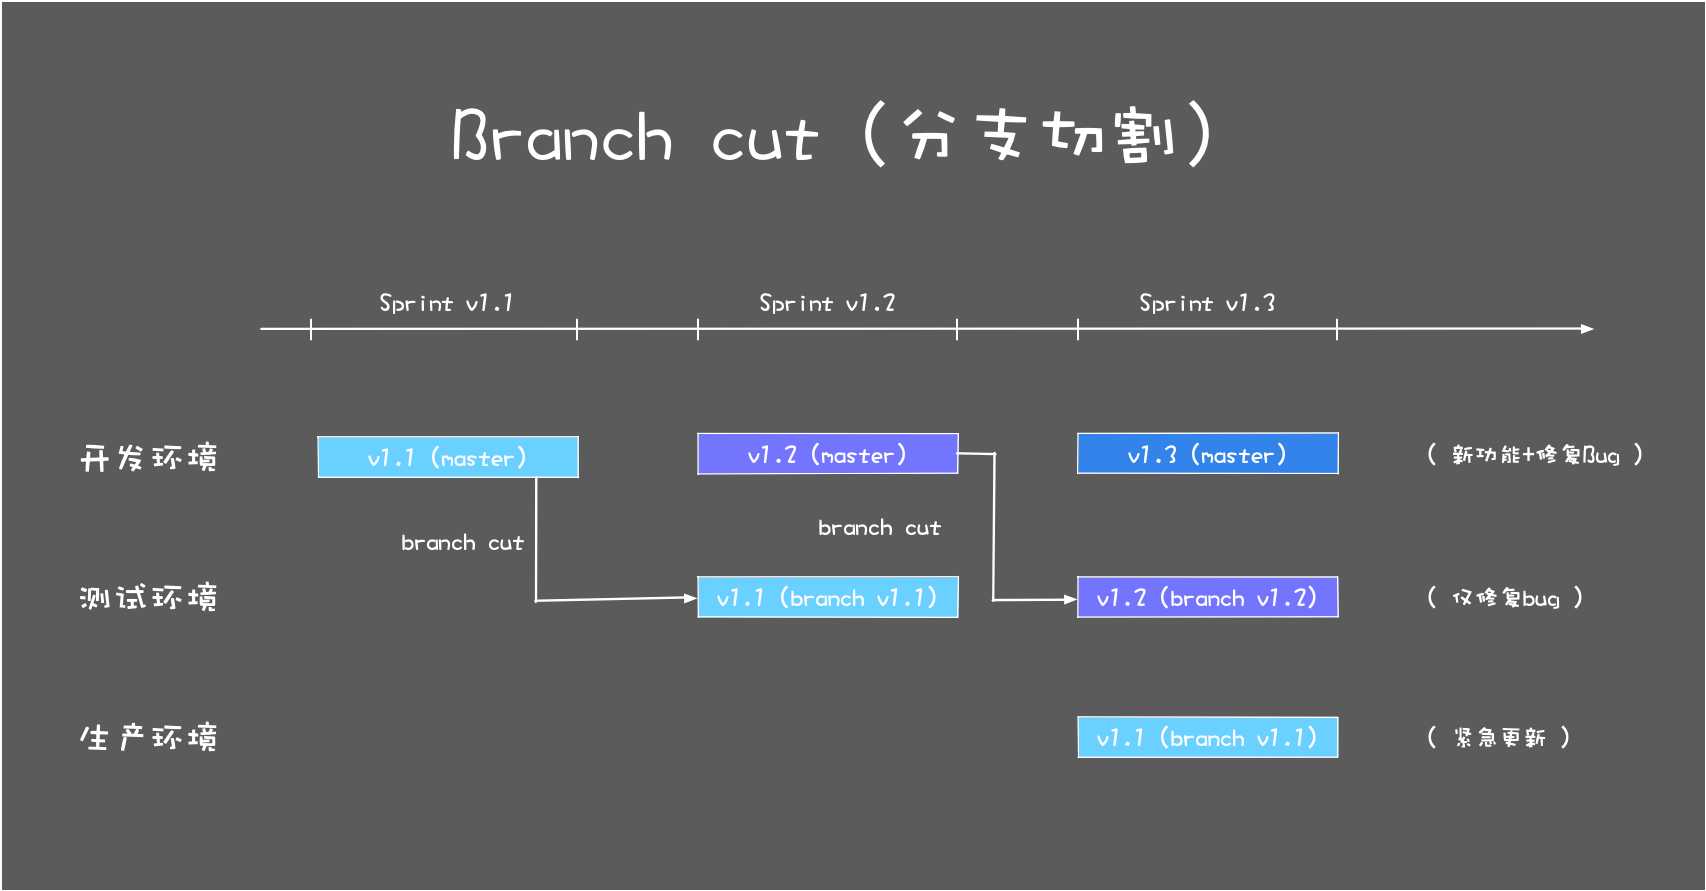 Branch cut (分支切割)
Sprint v1.1
Sprint v1.2
Sprint v1.3
开发环境
v1.1 (master)
v1.2 (master)
v1.3 (master)
( 新功能+修复Bug )
branch cut
branch cut
测试环境
v1.1 (branch v1.1)
v1.2 (branch v1.2)
( 仅修复bug )
生产环境
v1.1 (branch v1.1)
( 紧急更新 )